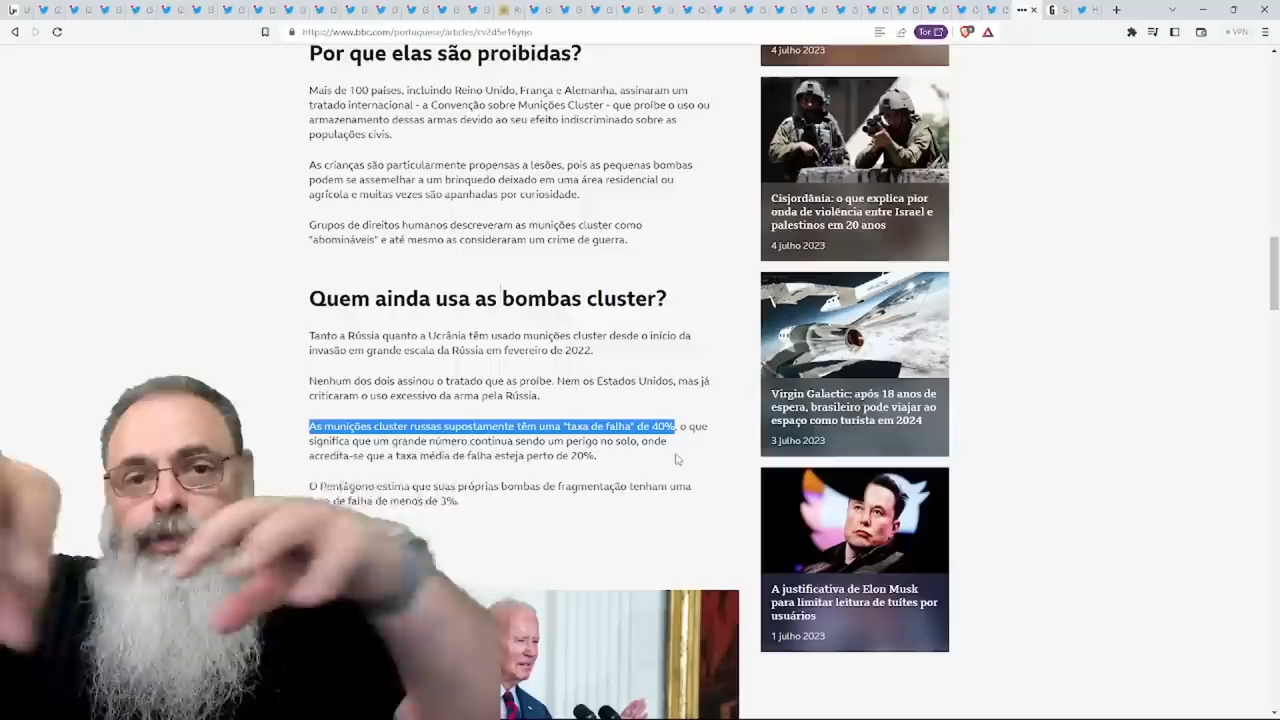 https://www.bbc.com/portuguese/articles/cv2d5e16yrjo
Tor
VPN
Por que elas são proibidas?
Mais de 100 países, incluindo Reino Unido, França e Alemanha, assinaram um
tratado internacional - a Convenção sobre Munições Cluster - que proíbe o uso ou
armazenamento dessas armas devido ao seu efeito indiscriminado sobre as
populações civis.
As crianças são particularmente propensas a lesões, pois as pequenas bombas
podem se assemelhar a um brinquedo deixado em uma área residencial ou
agrícola e muitas vezes são apanhadas por curiosidade.
Grupos de direitos humanos descreveram as munições cluster como
"abomináveis" e até mesmo as consideraram um crime de guerra.
Quem ainda usa as bombas cluster?
Tanto a Rússia quanto a Ucrânia têm usado munições cluster desde o início da
invasão em grande escala da Rússia em fevereiro de 2022.
Nenhum dos dois assinou o tratado que as proíbe. Nem os Estados Unidos, mas já
criticaram o uso excessivo da arma pela Rússia.
As munições cluster russas supostamente têm uma "taxa de falha" de 40%, o que
significa que um grande número continua sendo um perigo no solo, onde
acredita-se que a taxa média de falha esteja perto de 20%.
O Pentágono estima que suas próprias bombas de fragmentação tenham uma
de falha de menos de 3%.
4 julho 2023
Cisjordânia: o que explica pior
onda de violência entre Israel e
palestinos em 20 anos
4 julho 2023
GALACTIC
Virgin Galactic: após 18 anos de
espera, brasileiro pode viajar ao
espaço como turista em 2024
3 julho 2023
A justificativa de Elon Musk
para limitar leitura de tuítes por
usuários
1 julho 2023